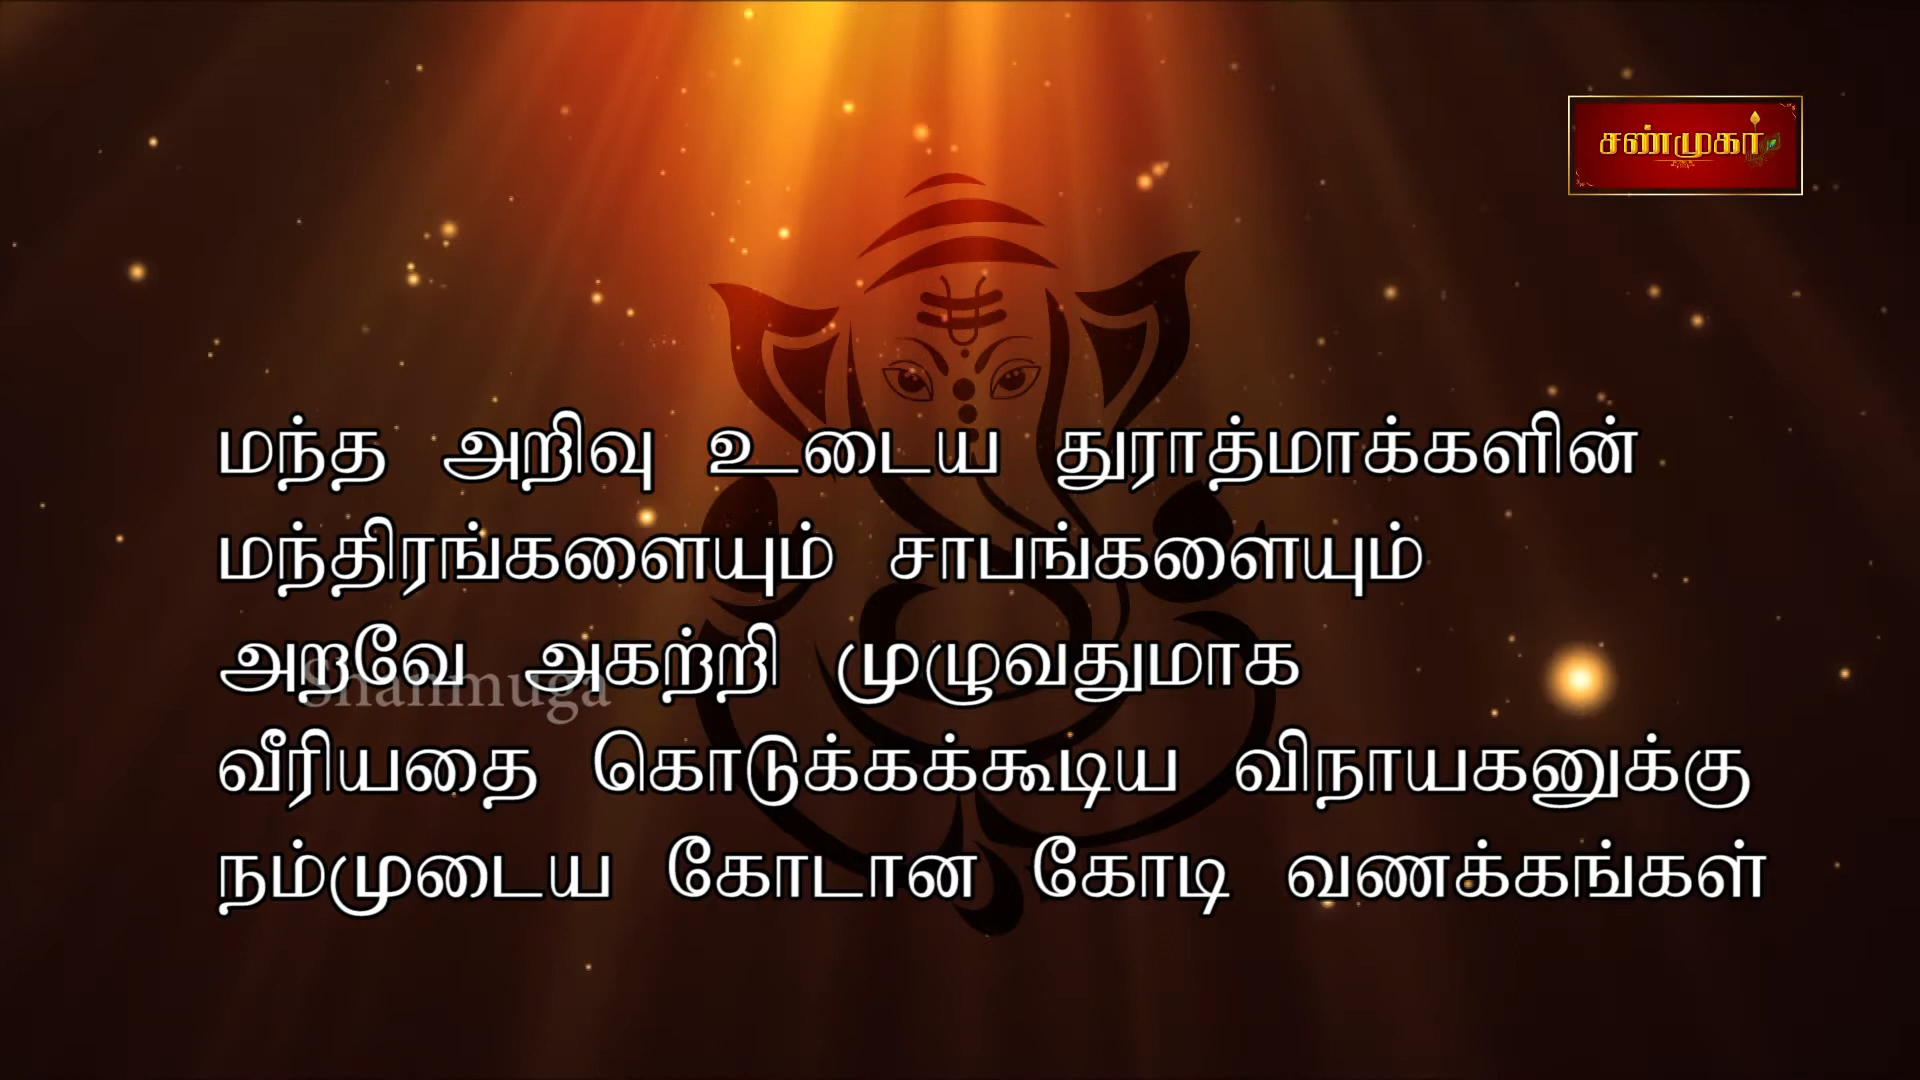 சண்முகா
மந்த அறிவு உடைய துராத்மாக்களின்
மந்திரங்களையும் சாபங்களையும்
அறவே அகற்றி முழுவதுமாக
Shanmuga
வீரியதை கொடுக்கக்கூடிய விநாயகனுக்கு
நம்முடைய கோடான கோடி வணக்கங்கள்